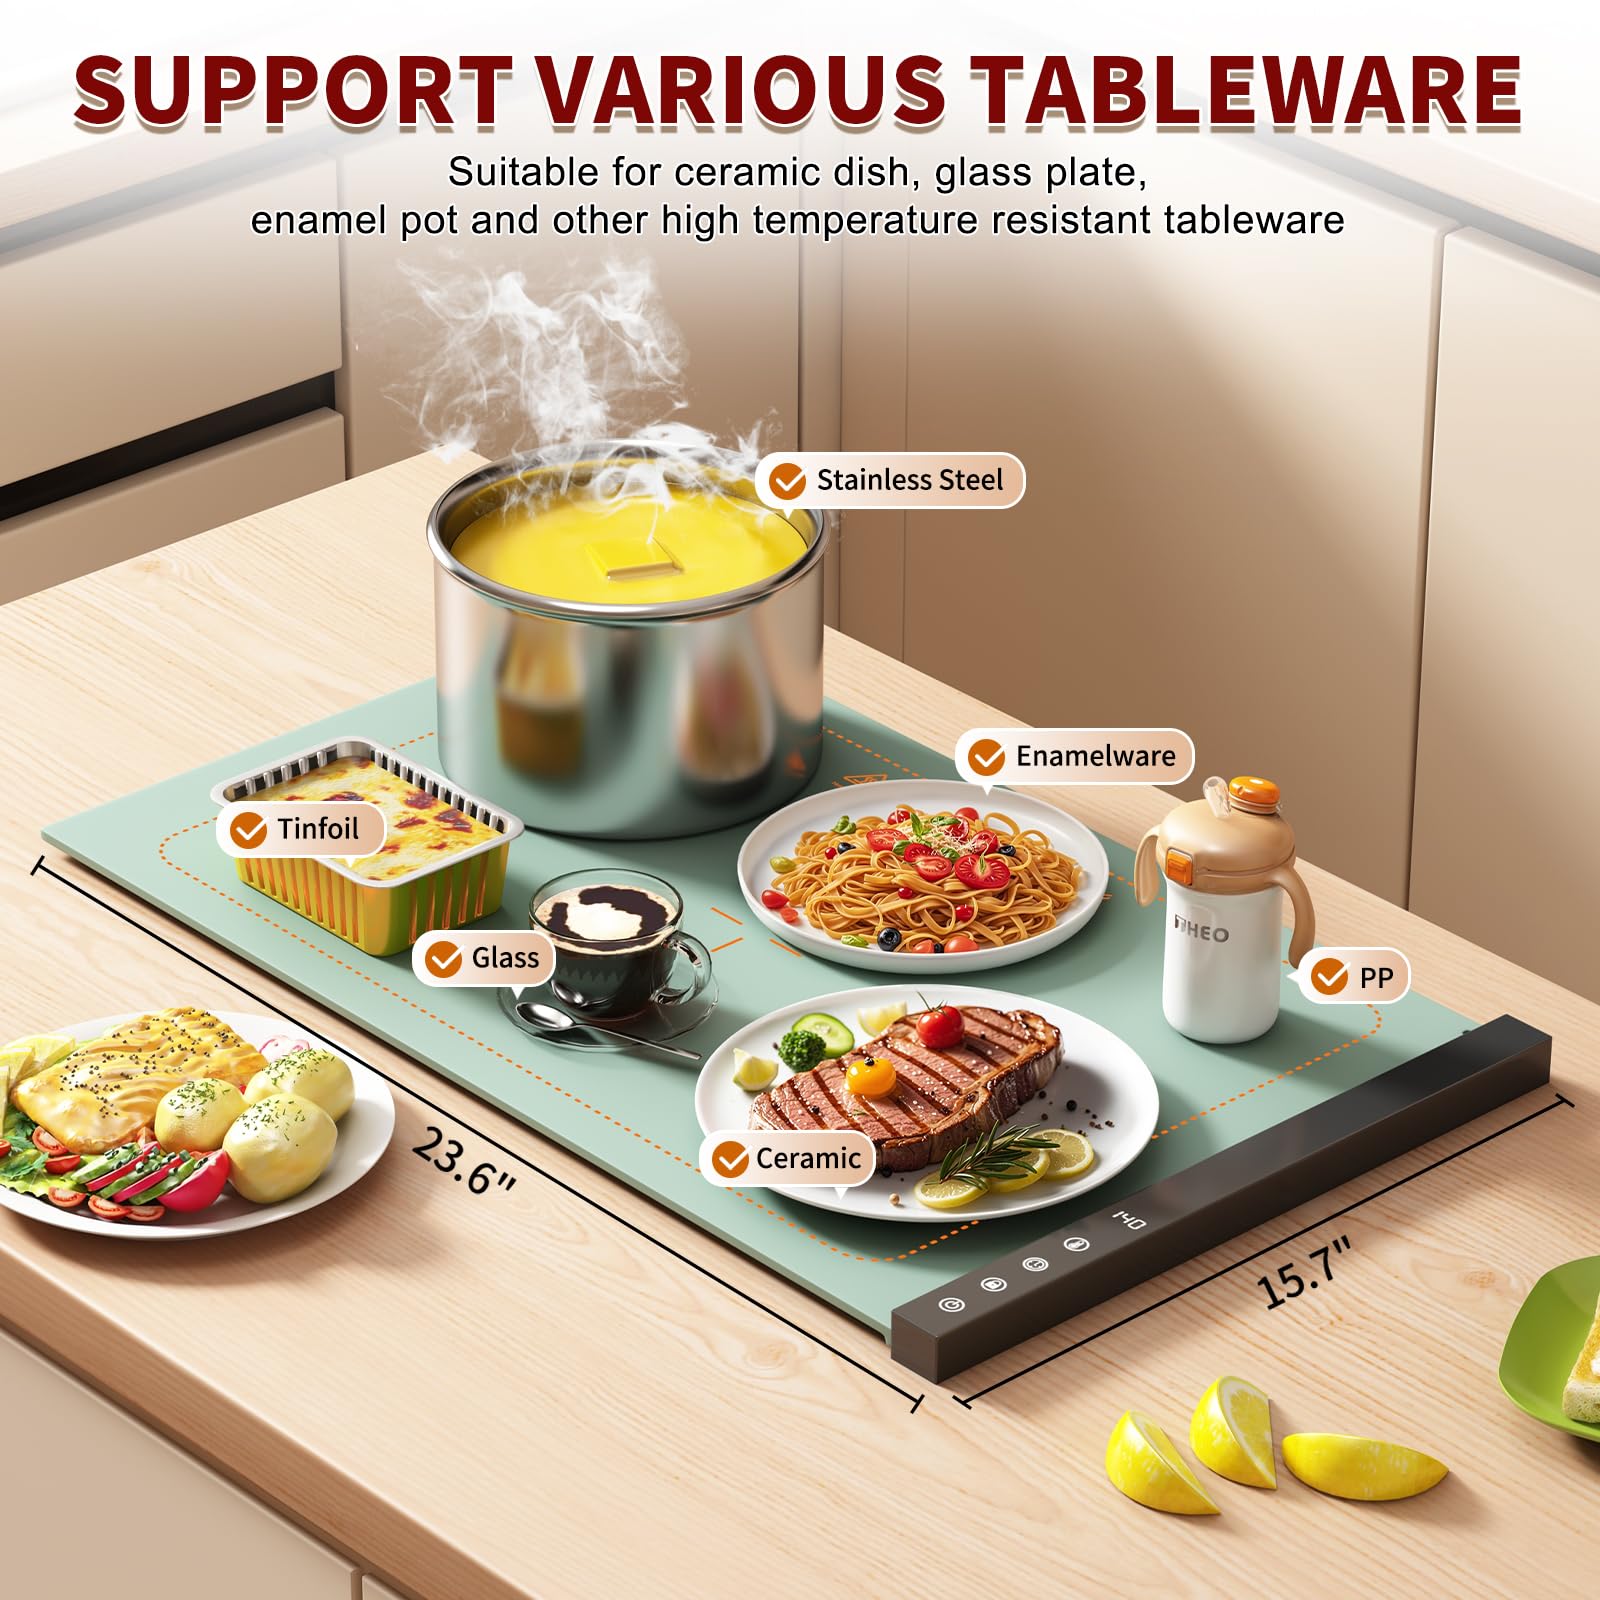 SUPPORT VARIOUS TABLEWARE
Suitable for ceramic dish, glass plate,
enamel pot and other high temperature resistant tableware
Stainless Steel
Enamelware
Tinfoil
THEO
Glass
PP
Ceramic
23.6"
140
15.7"